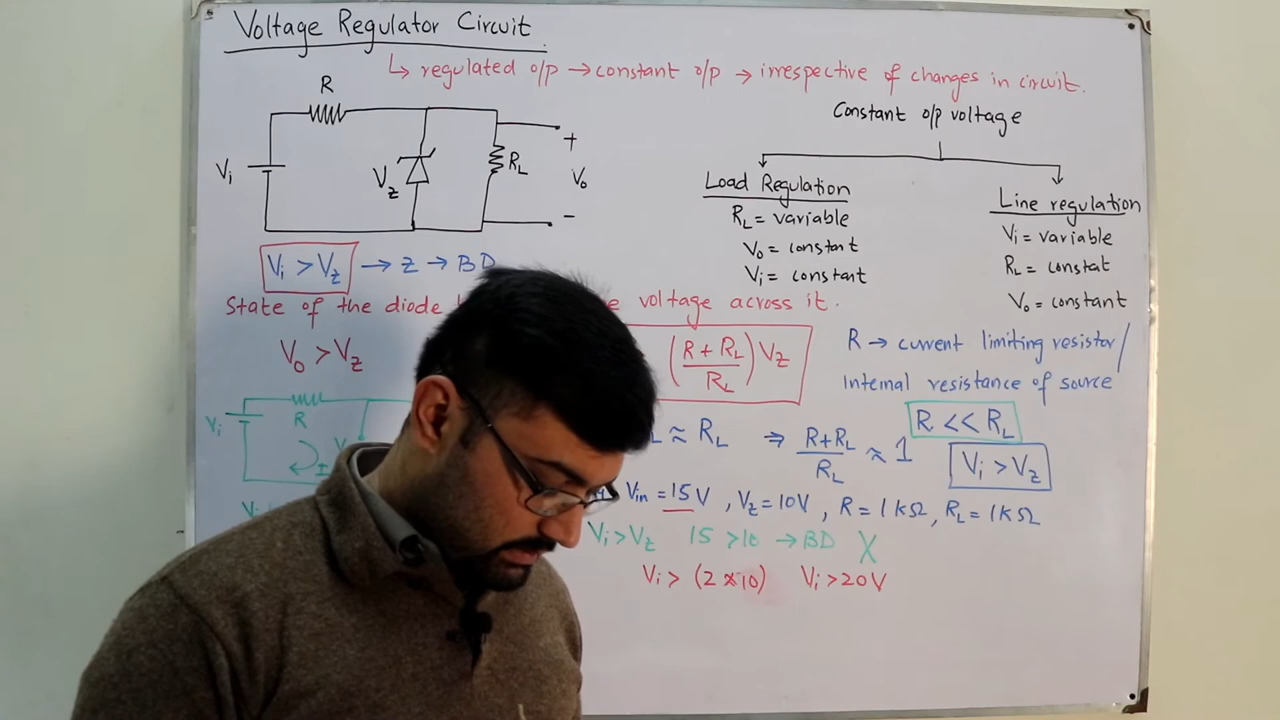 Voltage Regulator Circuit
↳ regulated o/p → constant o/p → irrespective of changes in circuit.
R
Vi
Vz
RL
+
Vo
-
Constant o/p voltage
Load Regulation
RL = variable
Vo = constant
Vi = constant
Line regulation
Vi = variable
RL = constat
Vo = constant
Vi > Vz → Z → BD
State of the diode
voltage across it.
Vo > Vz
(R + RL / RL) Vz
R → current limiting resistor/
Internal resistance of source
Vi
R
I
≈ RL ⇒ R+RL / RL ≈ 1
R << RL
Vi > Vz
Vin = 15V, Vz = 10V, R = 1kΩ, RL = 1kΩ
Vi > Vz 15 > 10 → BD X
Vi > (2 × 10) Vi > 20V